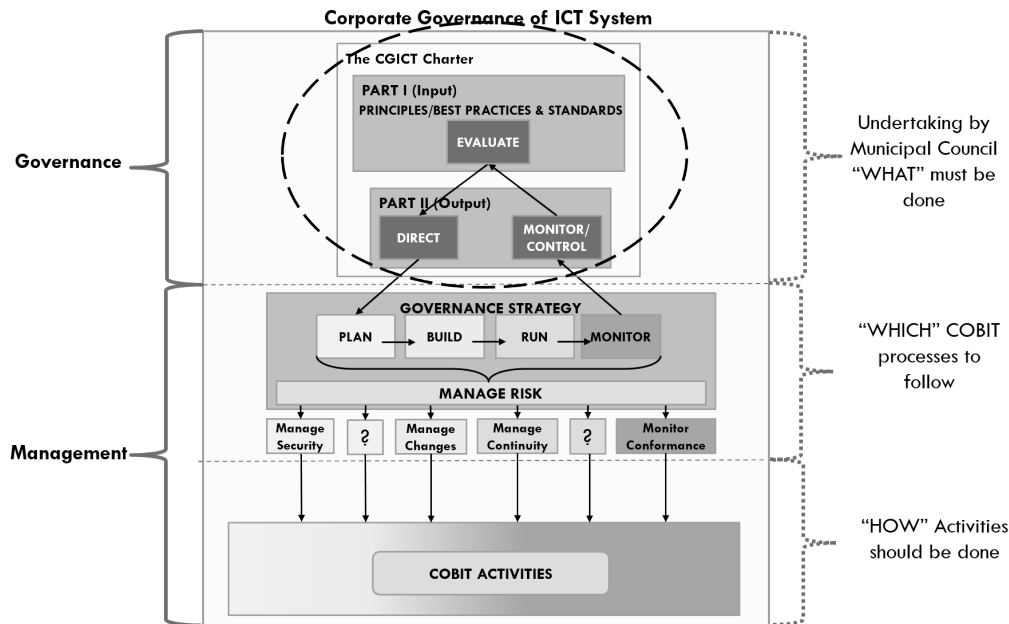 Corporate Governance of ICT System
The CGICT Charter
PART I (Input)
PRINCIPLES/BEST PRACTICES & STANDARDS
EVALUATE
PART II (Output)
DIRECT
MONITOR/
CONTROL
Governance
Undertaking by
Municipal Council
“WHAT” must be
done
GOVERNANCE STRATEGY
PLAN
BUILD
RUN
MONITOR
MANAGE RISK
Manage
Security
?
Manage
Changes
Manage
Continuity
?
Monitor
Conformance
Management
“WHICH” COBIT
processes to
follow
COBIT ACTIVITIES
“HOW” Activities
should be done